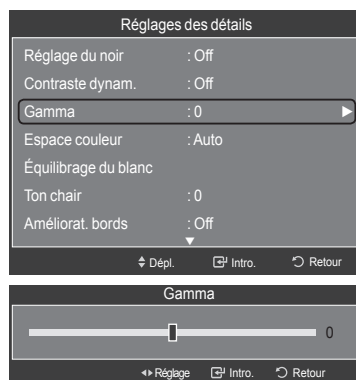 Réglages des détails
Réglage du noir : Off
Contraste dynam. : Off
Gamma : 0
Espace couleur : Auto
Équilibrage du blanc
Ton chair : 0
Améliorat. bords : Off
Dépl. Intro. Retour
Gamma
0
Réglage Intro. Retour